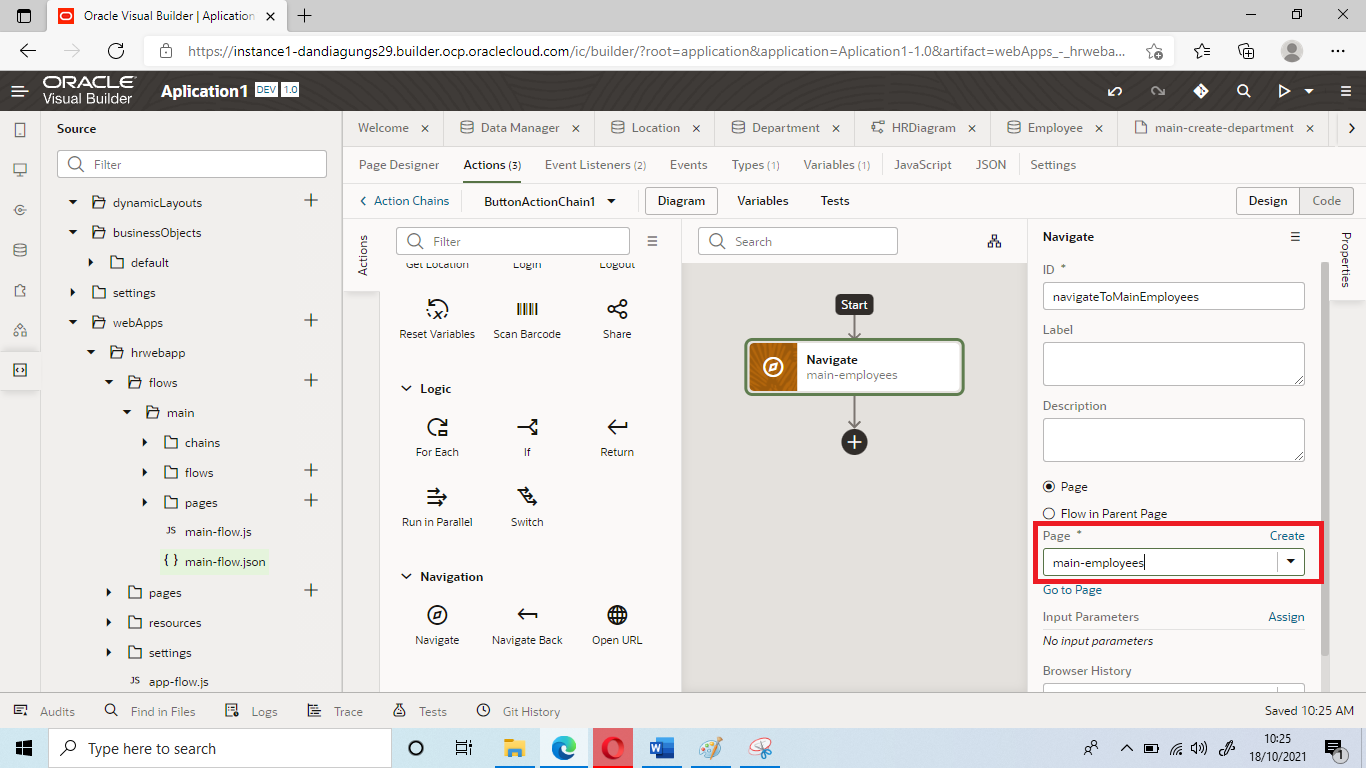 Oracle Visual Builder | Aplication
https://instance1-dandiagungs29.builder.ocp.oraclecloud.com/ic/builder/?root=application&application=Aplication1-1.0&artifact=webApps_-_hrweba...
ORACLE
Visual Builder
Aplication1 DEV 1.0
Source
Filter
dynamicLayouts
businessObjects
default
settings
webApps
hrwebapp
flows
main
chains
flows
pages
JS main-flow.js
{ } main-flow.json
pages
resources
settings
JS app-flow.js
Welcome Data Manager Location Department HRDiagram Employee main-create-department
Page Designer Actions (3) Event Listeners (2) Events Types (1) Variables (1) JavaScript JSON Settings
Action Chains ButtonActionChain1 Diagram Variables Tests Design Code
Actions
Filter
Get Location Login Logout
Reset Variables Scan Barcode Share
Logic
For Each If Return
Run in Parallel Switch
Navigation
Navigate Navigate Back Open URL
Search
Start
Navigate
main-employees
Navigate
Properties
ID *
navigateToMainEmployees
Label
Description
Page
Flow in Parent Page
Page * Create
main-employees
Go to Page
Input Parameters Assign
No input parameters
Browser History
Audits Find in Files Logs Trace Tests Git History Saved 10:25 AM
Type here to search
10:25
18/10/2021
1